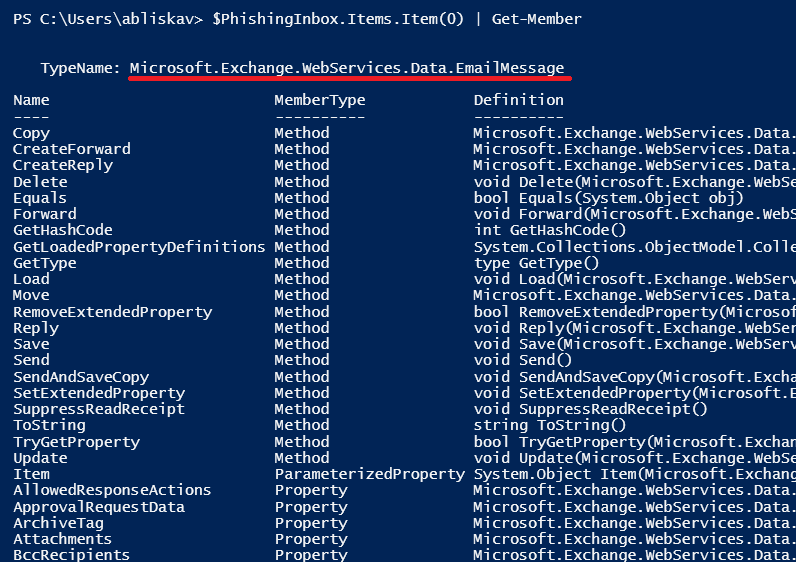 PS C:\Users\abliskav> $PhishingInbox.Items.Item(0) | Get-Member
TypeName: Microsoft.Exchange.WebServices.Data.EmailMessage
Name MemberType Definition
---- ---------- ----------
Copy Method Microsoft.Exchange.WebServices.Data.
CreateForward Method Microsoft.Exchange.WebServices.Data.
CreateReply Method Microsoft.Exchange.WebServices.Data.
Delete Method void Delete(Microsoft.Exchange.WebSe
Equals Method bool Equals(System.Object obj)
Forward Method void Forward(Microsoft.Exchange.WebS
GetHashCode Method int GetHashCode()
GetLoadedPropertyDefinitions Method System.Collections.ObjectModel.Colle
GetType Method type GetType()
Load Method void Load(Microsoft.Exchange.WebServ
Move Method Microsoft.Exchange.WebServices.Data.
RemoveExtendedProperty Method bool RemoveExtendedProperty(Microsof
Reply Method void Reply(Microsoft.Exchange.WebSer
Save Method void Save(Microsoft.Exchange.WebServ
Send Method void Send()
SendAndSaveCopy Method void SendAndSaveCopy(Microsoft.Excha
SetExtendedProperty Method void SetExtendedProperty(Microsoft.E
SuppressReadReceipt Method void SuppressReadReceipt()
ToString Method string ToString()
TryGetProperty Method bool TryGetProperty(Microsoft.Exchan
Update Method void Update(Microsoft.Exchange.WebSe
Item ParameterizedProperty System.Object Item(Microsoft.Exchang
AllowedResponseActions Property Microsoft.Exchange.WebServices.Data.
ApprovalRequestData Property Microsoft.Exchange.WebServices.Data.
ArchiveTag Property Microsoft.Exchange.WebServices.Data.
Attachments Property Microsoft.Exchange.WebServices.Data.
BccRecipients Property Microsoft.Exchange.WebServices.Data.